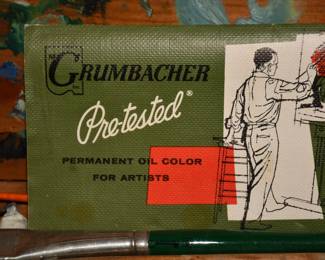 GRUMBACHER
Pre-tested®
PERMANENT OIL COLOR
FOR ARTISTS